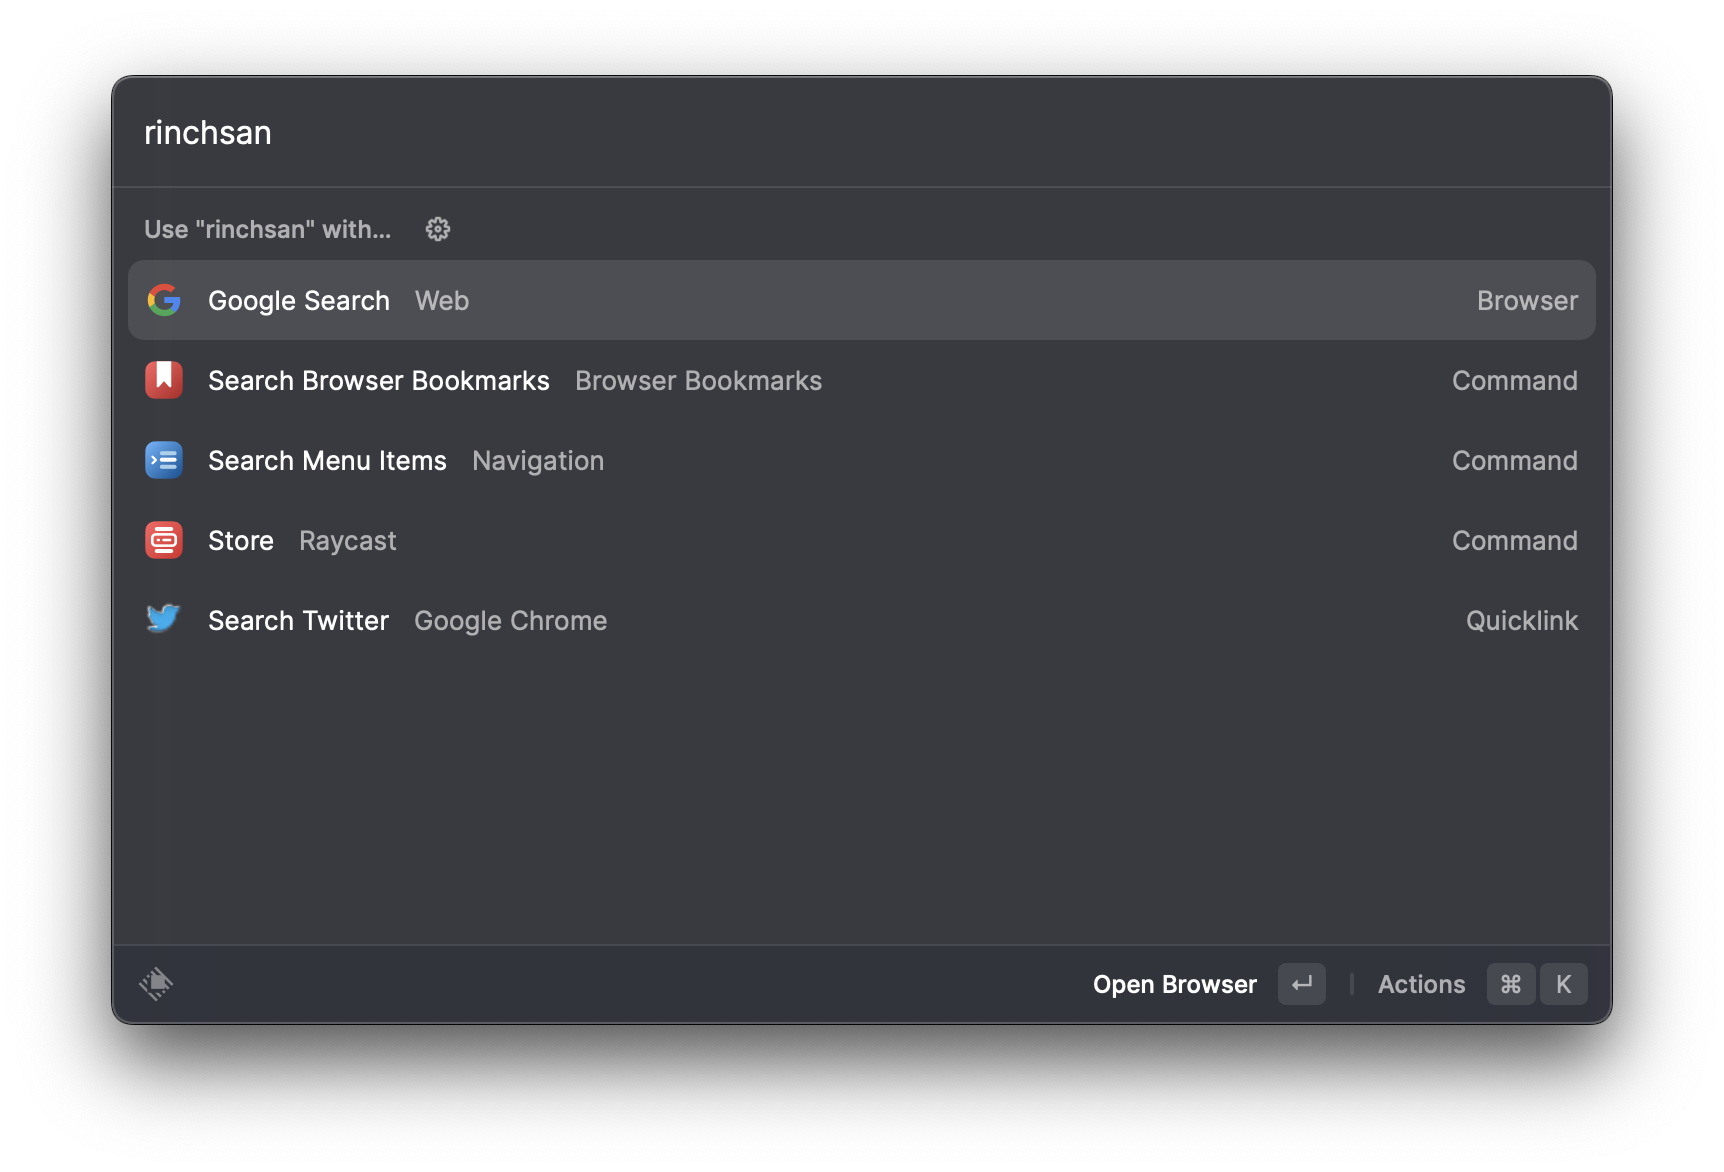 rinchsan
Use "rinchsan" with...
Google Search Web Browser
Search Browser Bookmarks Browser Bookmarks Command
Search Menu Items Navigation Command
Store Raycast Command
Search Twitter Google Chrome Quicklink
Open Browser ↵ Actions ⌘ K